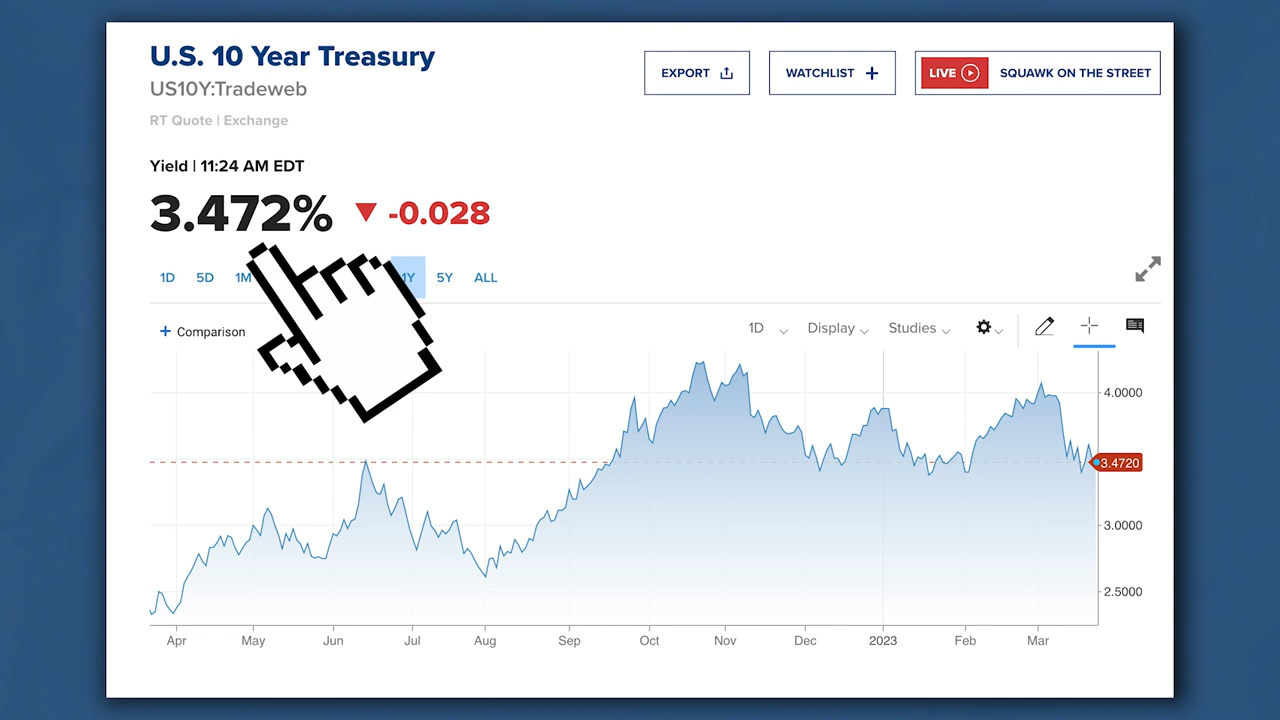 U.S. 10 Year Treasury
US10Y:Tradeweb
RT Quote | Exchange
EXPORT
WATCHLIST +
LIVE SQUAWK ON THE STREET
Yield | 11:24 AM EDT
3.472% ▼ -0.028
1D 5D 1M 1Y 5Y ALL
+ Comparison
1D Display Studies
4.0000
3.4720
3.0000
2.5000
Apr May Jun Jul Aug Sep Oct Nov Dec 2023 Feb Mar